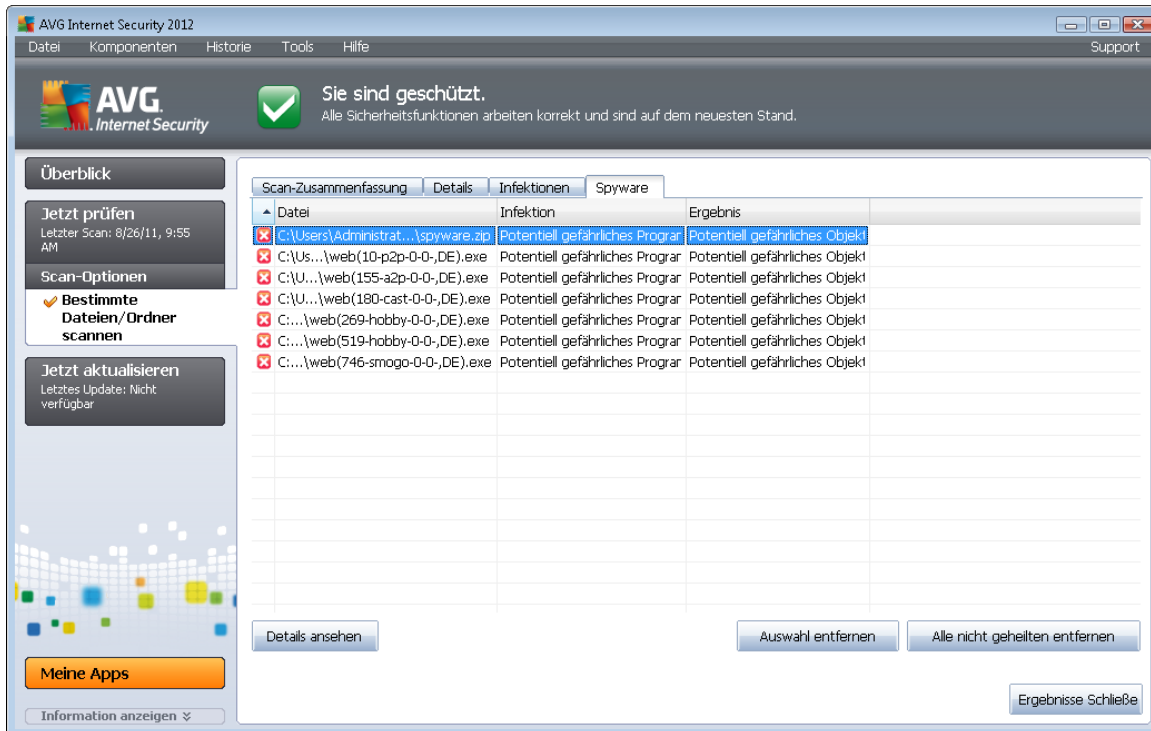 AVG Internet Security 2012
Datei Komponenten Historie Tools Hilfe Support
AVG.
Internet Security
Sie sind geschützt.
Alle Sicherheitsfunktionen arbeiten korrekt und sind auf dem neuesten Stand.
Überblick
Jetzt prüfen
Letzter Scan: 8/26/11, 9:55
AM
Scan-Optionen
Bestimmte
Dateien/Ordner
scannen
Jetzt aktualisieren
Letztes Update: Nicht
verfügbar
Meine Apps
Information anzeigen
Scan-Zusammenfassung Details Infektionen Spyware
Datei Infektion Ergebnis
C:\Users\Administrat...\spyware.zip Potentiell gefährliches Prograr Potentiell gefährliches Objekt
C:\Us...\web(10-p2p-0-0-,DE).exe Potentiell gefährliches Prograr Potentiell gefährliches Objekt
C:\U...\web(155-a2p-0-0-,DE).exe Potentiell gefährliches Prograr Potentiell gefährliches Objekt
C:\U...\web(180-cast-0-0-,DE).exe Potentiell gefährliches Prograr Potentiell gefährliches Objekt
C:...\web(269-hobby-0-0-,DE).exe Potentiell gefährliches Prograr Potentiell gefährliches Objekt
C:...\web(519-hobby-0-0-,DE).exe Potentiell gefährliches Prograr Potentiell gefährliches Objekt
C:...\web(746-smogo-0-0-,DE).exe Potentiell gefährliches Prograr Potentiell gefährliches Objekt
Details ansehen Auswahl entfernen Alle nicht geheilten entfernen
Ergebnisse Schließe